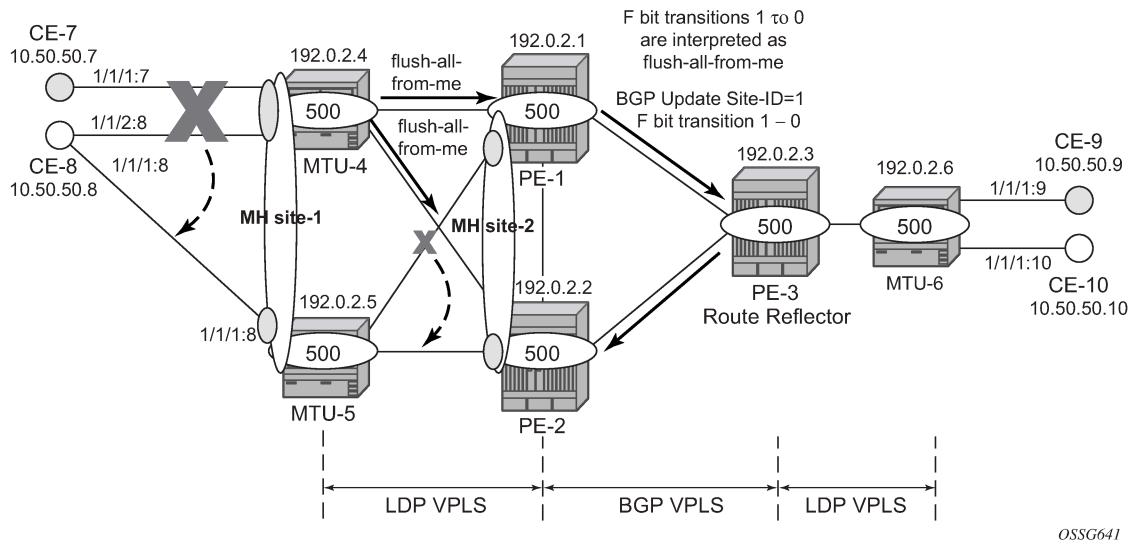 CE-7
10.50.50.7
1/1/1:7
1/1/2:8
CE-8
10.50.50.8
1/1/1:8
192.0.2.4
500
MTU-4
MH site-1
flush-all-
from-me
flush-all-
from-me
192.0.2.1
500
PE-1
F bit transitions 1 to 0
are interpreted as
flush-all-from-me
BGP Update Site-ID=1
F bit transition 1 – 0
MH site-2
192.0.2.3
500
PE-3
Route Reflector
192.0.2.6
500
MTU-6
CE-9
10.50.50.9
1/1/1:9
1/1/1:10
CE-10
10.50.50.10
1/1/1:8
192.0.2.5
500
MTU-5
192.0.2.2
500
PE-2
LDP VPLS
BGP VPLS
LDP VPLS
OSSG641